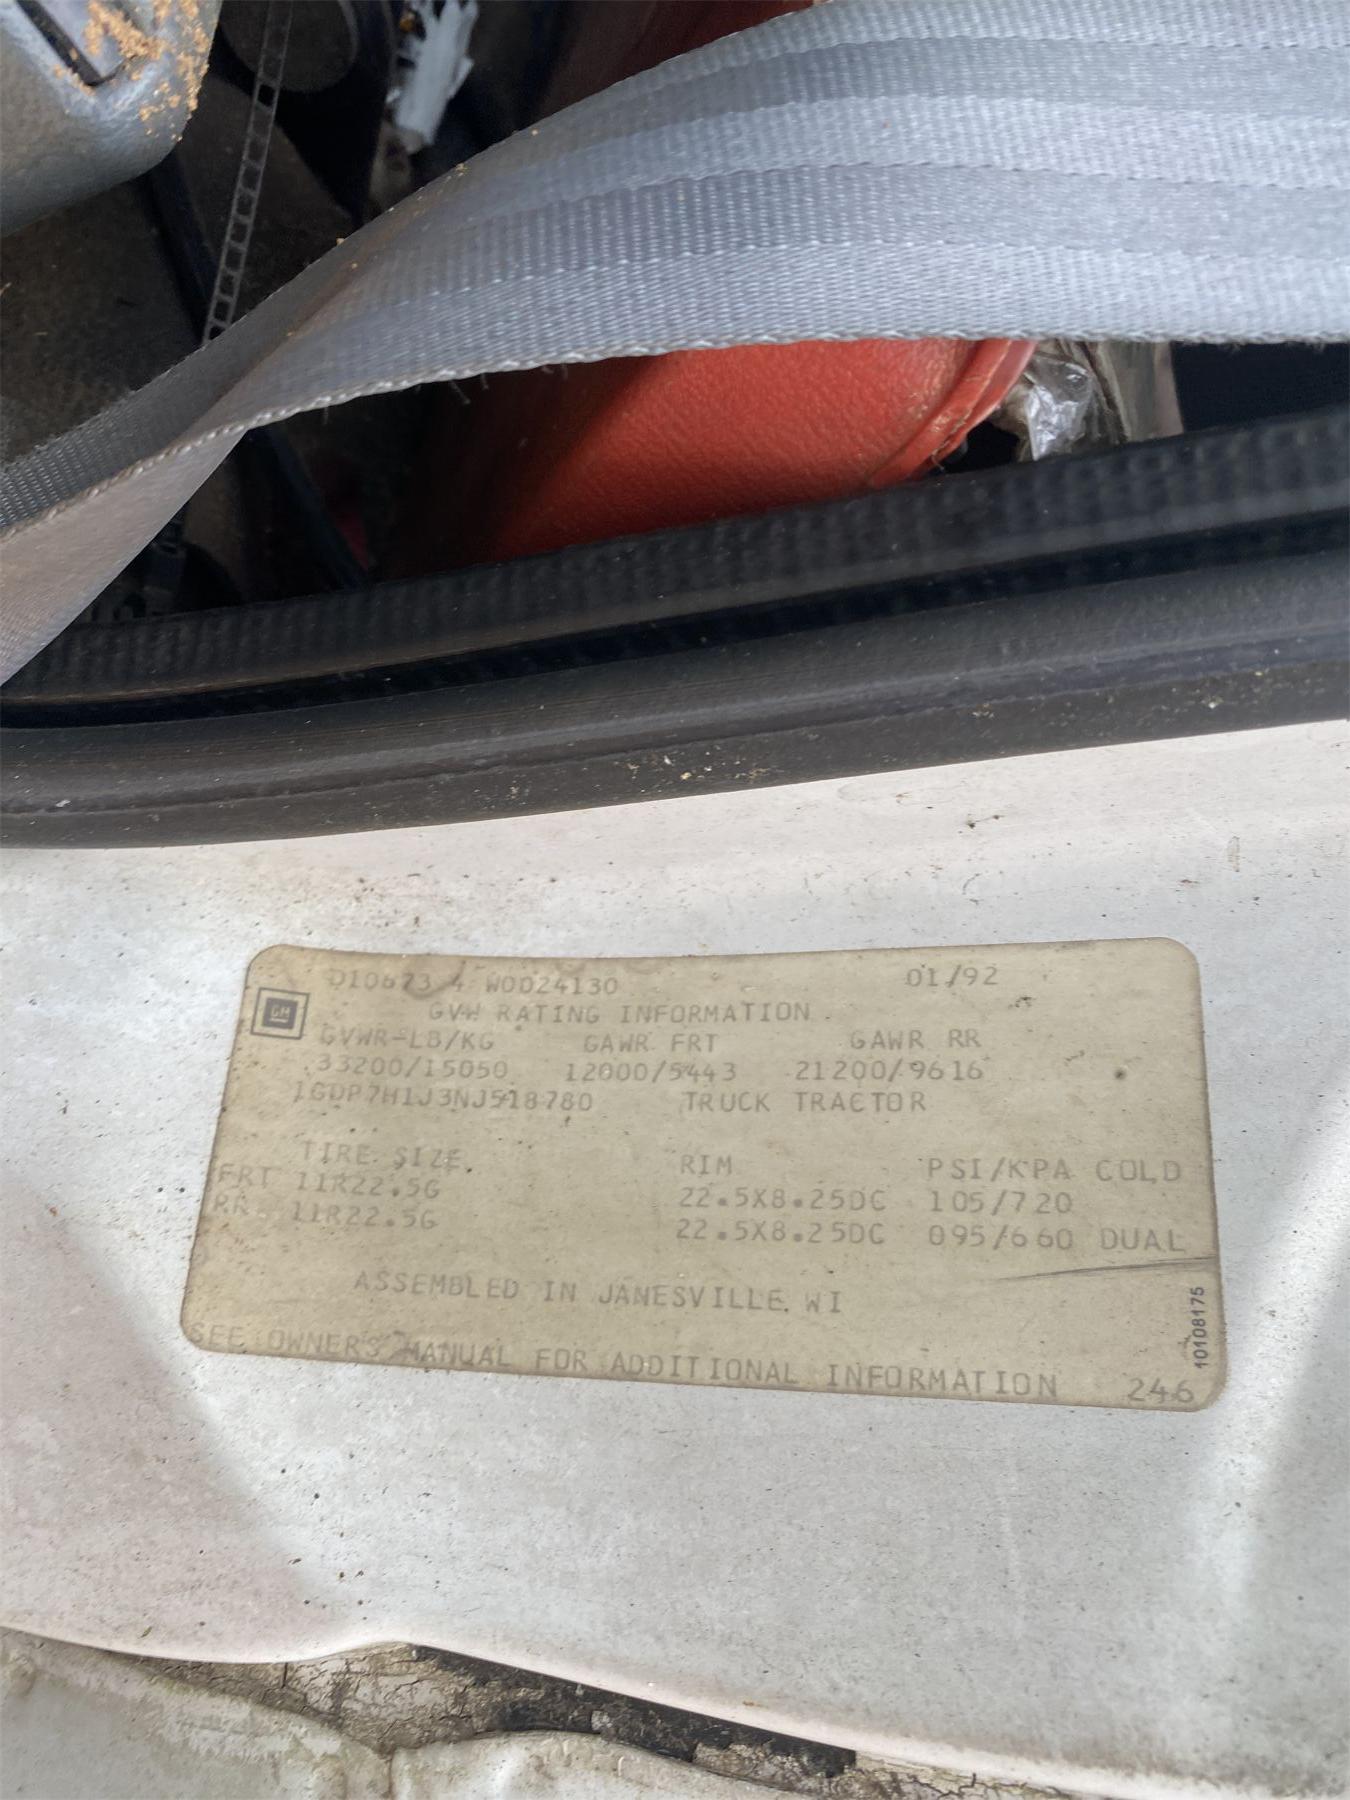 D10673 4 W0D24130 01/92
GM
GVW RATING INFORMATION
GVWR-LB/KG GAWR FRT GAWR RR
33200/15050 12000/5443 21200/9616
1GDP7H1J3NJ518780 TRUCK TRACTOR
TIRE SIZE RIM PSI/KPA COLD
FRT 11R22.5G 22.5X8.25DC 105/720
RR 11R22.5G 22.5X8.25DC 095/660 DUAL
ASSEMBLED IN JANESVILLE, WI
10108175
SEE OWNERS MANUAL FOR ADDITIONAL INFORMATION 246